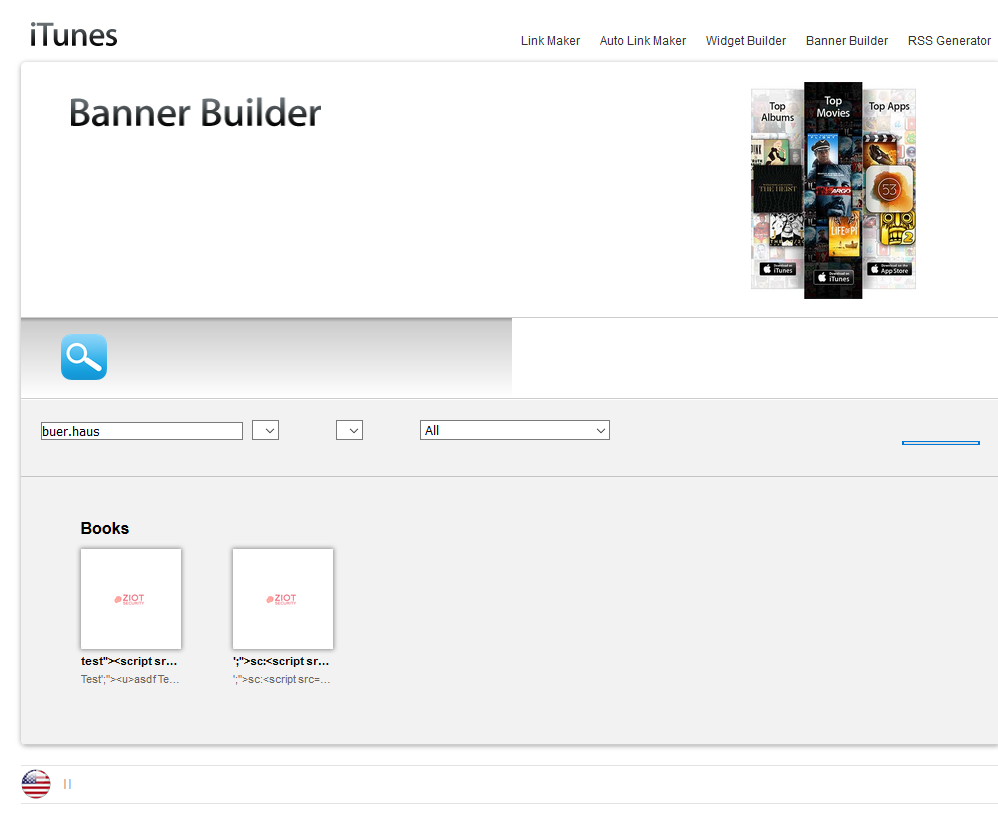 iTunes
Link Maker Auto Link Maker Widget Builder Banner Builder RSS Generator
Banner Builder
Top Albums
Top Movies
Top Apps
FLIGHT
ARGO
THE HEIST
53
LIFE OF PI
2
Download on iTunes
Download on iTunes
Download on the App Store
buer.haus
All
Books
ZIOT SECURITY
ZIOT SECURITY
test"><script sr...
';">sc:<script sr...
Test';"><u>asdf Te...
';">sc:<script src=...